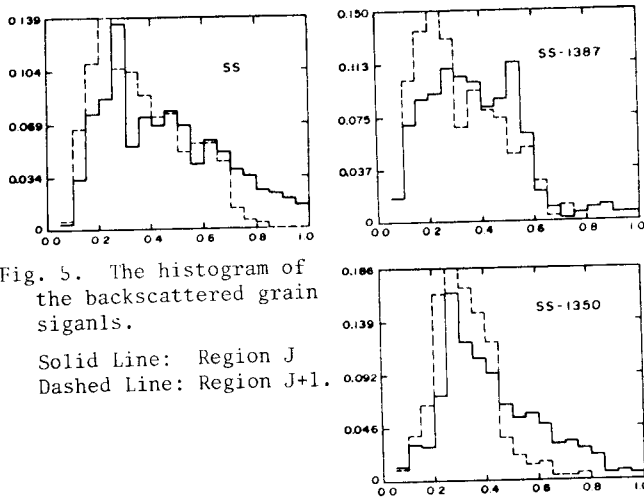 0.139
0.104
0.069
0.034
0
0.2 0.4 0.6 0.8 1.0
SS
0.150
0.113
0.075
0.037
0
0 0.2 0.4 0.6 0.8 1.0
SS-1387
Fig. 5. The histogram of
the backscattered grain
siganls.
Solid Line: Region J
Dashed Line: Region J+1.
0.186
0.139
0.092
0.046
0
0 0.2 0.4 0.6 0.8 1.0
SS-1350